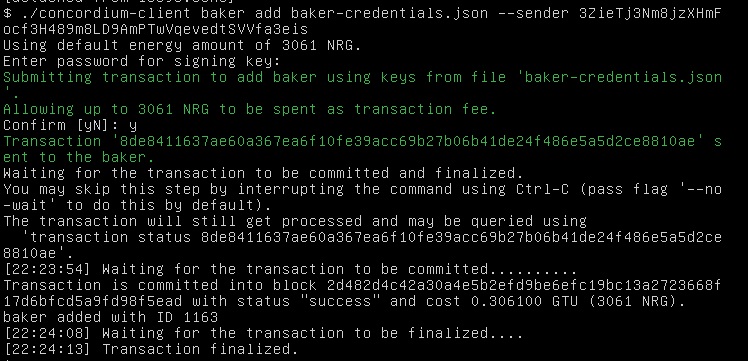 $ ./concordium-client baker add baker-credentials.json --sender 3ZieTj3Nm8jzXHmF
ocf3H489m8LD9AmPTwVqevedtSVVfa3eis
Using default energy amount of 3061 NRG.
Enter password for signing key:
Submitting transaction to add baker using keys from file 'baker-credentials.json
'.
Allowing up to 3061 NRG to be spent as transaction fee.
Confirm [yN]: y
Transaction '8de8411637ae60a367ea6f10fe39acc69b27b06b41de24f486e5a5d2ce8810ae' s
ent to the baker.
Waiting for the transaction to be committed and finalized.
You may skip this step by interrupting the command using Ctrl-C (pass flag '--no
-wait' to do this by default).
The transaction will still get processed and may be queried using
'transaction status 8de8411637ae60a367ea6f10fe39acc69b27b06b41de24f486e5a5d2ce
8810ae'.
[22:23:54] Waiting for the transaction to be committed..........
Transaction is committed into block 2d482d4c42a30a4e5b2efd9be6efc19bc13a2723668f
17d6bfcd5a9fd98f5ead with status "success" and cost 0.306100 GTU (3061 NRG).
baker added with ID 1163
[22:24:08] Waiting for the transaction to be finalized....
[22:24:13] Transaction finalized.